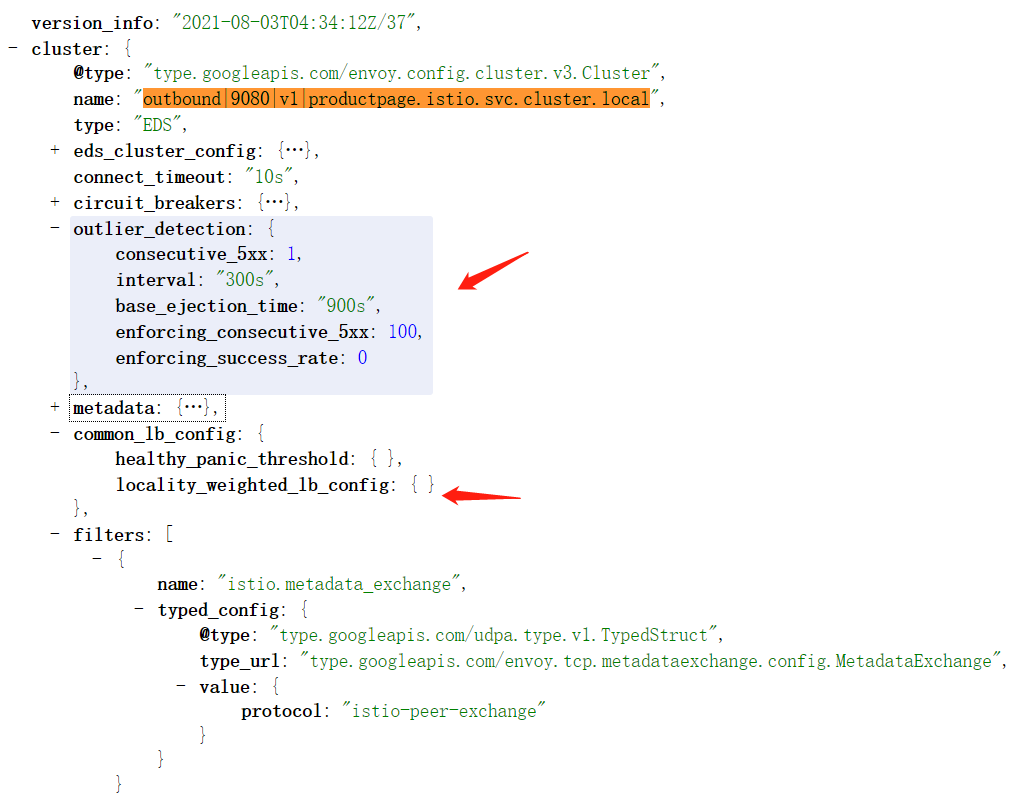 version_info: "2021-08-03T04:34:12Z/37",
- cluster: {
@type: "type.googleapis.com/envoy.config.cluster.v3.Cluster",
name: "outbound|9080|v1|productpage.istio.svc.cluster.local",
type: "EDS",
+ eds_cluster_config: {…},
connect_timeout: "10s",
+ circuit_breakers: {…},
- outlier_detection: {
consecutive_5xx: 1,
interval: "300s",
base_ejection_time: "900s",
enforcing_consecutive_5xx: 100,
enforcing_success_rate: 0
},
+ metadata: {…},
- common_lb_config: {
healthy_panic_threshold: { },
locality_weighted_lb_config: { }
},
- filters: [
- {
name: "istio.metadata_exchange",
- typed_config: {
@type: "type.googleapis.com/udpa.type.v1.TypedStruct",
type_url: "type.googleapis.com/envoy.tcp.metadataexchange.config.MetadataExchange",
- value: {
protocol: "istio-peer-exchange"
}
}
}